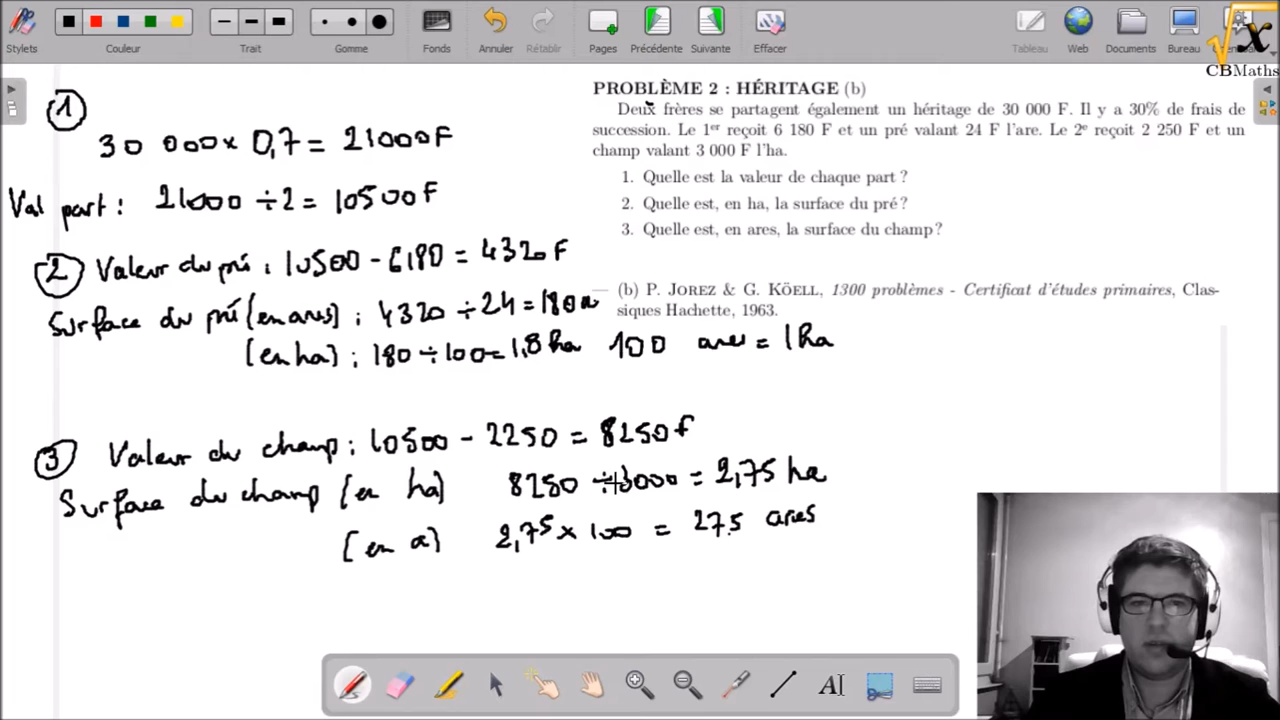 Stylets
Couleur
Trait
Gomme
Fonds
Annuler
Rétablir
Pages
Précédente
Suivante
Effacer
Tableau
Web
Documents
Bureau
CBMaths
PROBLÈME 2 : HÉRITAGE (b)
Deux frères se partagent également un héritage de 30 000 F. Il y a 30% de frais de
succession. Le 1er reçoit 6 180 F et un pré valant 24 F l'are. Le 2e reçoit 2 250 F et un
champ valant 3 000 F l'ha.
1. Quelle est la valeur de chaque part ?
2. Quelle est, en ha, la surface du pré ?
3. Quelle est, en ares, la surface du champ ?
(b) P. JOREZ & G. KÖELL, 1300 problèmes - Certificat d'études primaires, Clas-
siques Hachette, 1963.
1
30 000 x 0,7 = 21000F
Val part : 21000 ÷ 2 = 10500F
2 Valeur du pré : 10500 - 6180 = 4320F
Surface du pré (en ares) : 4320 ÷ 24 = 180a
(en ha) : 180 ÷ 100 = 1,8 ha 100 ares = 1 ha
3 Valeur du champ : 10500 - 2250 = 8250F
Surface du champ (en ha) 8250 ÷ 3000 = 2,75 ha
(en a) 2,75 x 100 = 275 ares
AI